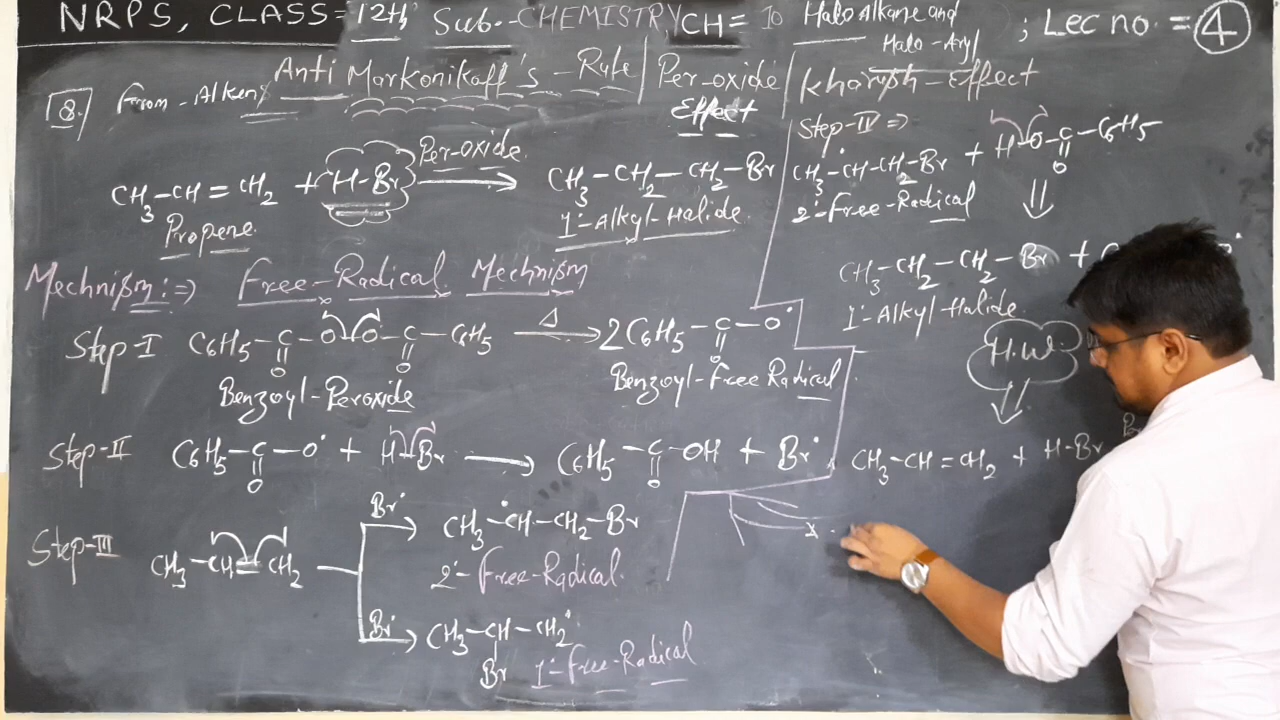 NRPS, CLASS=12th Sub.-CHEMISTRY, CH=10 Halo Alkane and Halo-Aryl ; Lec no. = 4
8. From-Alken; Anti Markonikoff's-Rule | Per-oxide Effect | kharph-Effect
CH3-CH=CH2 + H-Br Per-oxide → CH3-CH2-CH2-Br
Propene 1°-Alkyl-Halide
Mechnism:⇒ Free-Radical Mechnism
Step-I C6H5-C-O-O-C-C6H5 Δ → 2C6H5-C-O•
O O O
Benzoyl-Peroxide Benzoyl-Free Radical
Step-II C6H5-C-O• + H-Br → C6H5-C-OH + Br•
O O
Step-III CH3-CH=CH2
Br• → CH3-•CH-CH2-Br
2°-Free-Radical
Br• → CH3-CH-CH2•
Br 1°-Free-Radical
Step-IV ⇒
CH3-•CH-CH2-Br + H-O-C-C6H5
O
2°-Free-Radical
⇓
CH3-CH2-CH2-Br +
1°-Alkyl-Halide
H.W.
⇓
CH3-CH=CH2 + H-Br
x